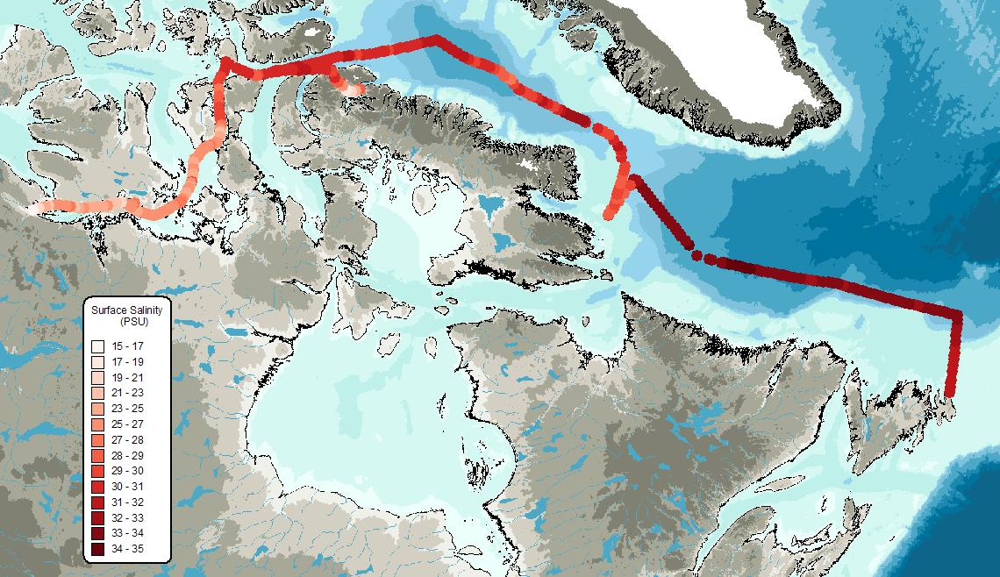 Surface Salinity
(PSU)
15 - 17
17 - 19
19 - 21
21 - 23
23 - 25
25 - 27
27 - 28
28 - 29
29 - 30
30 - 31
31 - 32
32 - 33
33 - 34
34 - 35